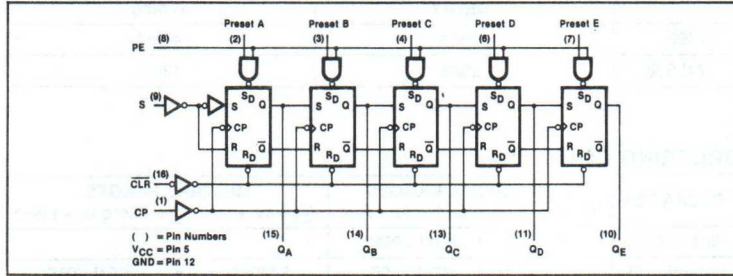 Preset A Preset B Preset C Preset D Preset E
PE (8) (2) (3) (4) (6) (7)
SD SD SD SD SD
S (9) S Q S Q S Q S Q S Q
CP CP CP CP CP
R Q̅ R Q̅ R Q̅ R Q̅ R Q̅
RD RD RD RD RD
C̅L̅R̅ (16)
CP (1)
( ) = Pin Numbers
VCC = Pin 5
GND= Pin 12
(15) (14) (13) (11) (10)
QA QB QC QD QE